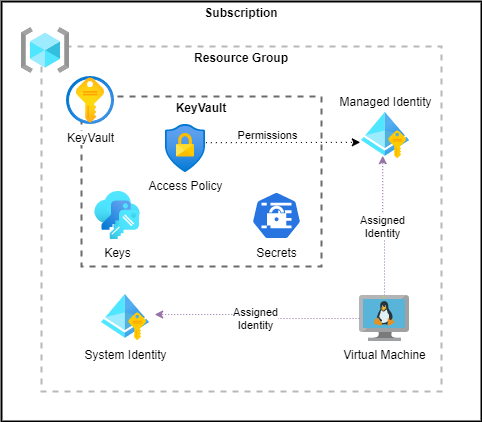 Subscription
Resource Group
KeyVault
Managed Identity
KeyVault
Permissions
Access Policy
Assigned
Identity
Keys
Secrets
Assigned
Identity
System Identity
Virtual Machine